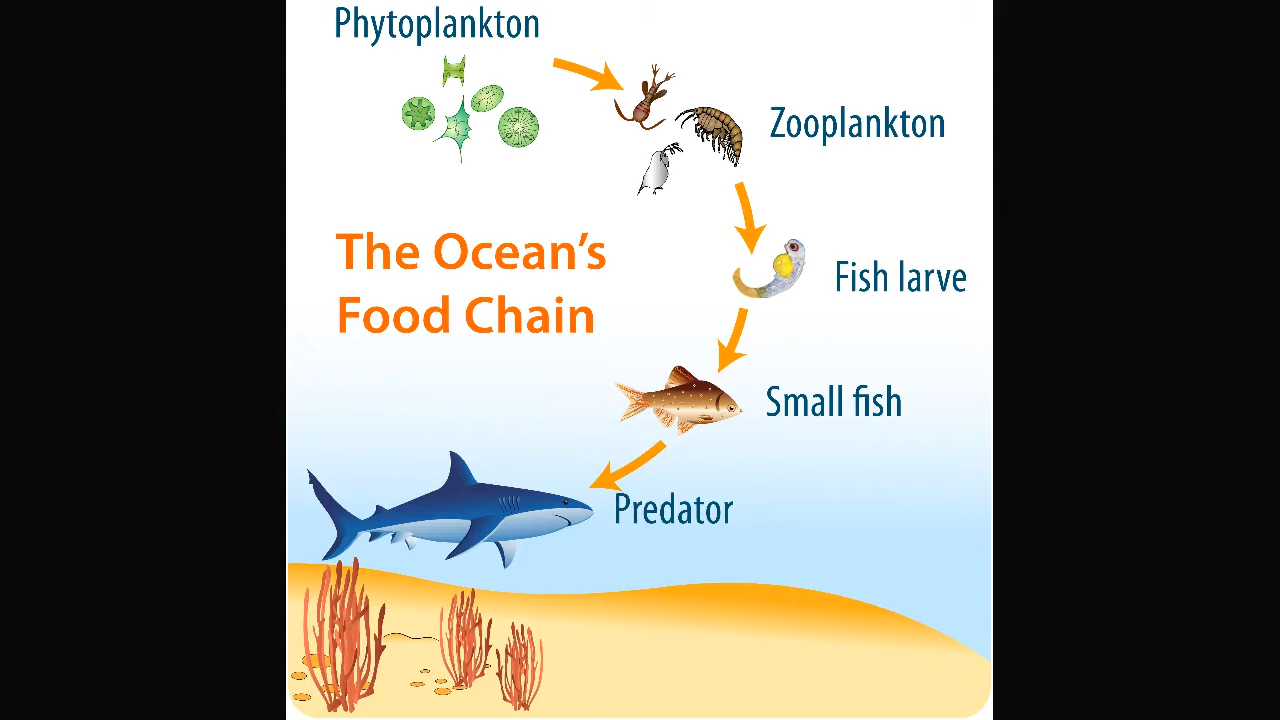 Phytoplankton
Zooplankton
The Ocean's
Food Chain
Fish larve
Small fish
Predator